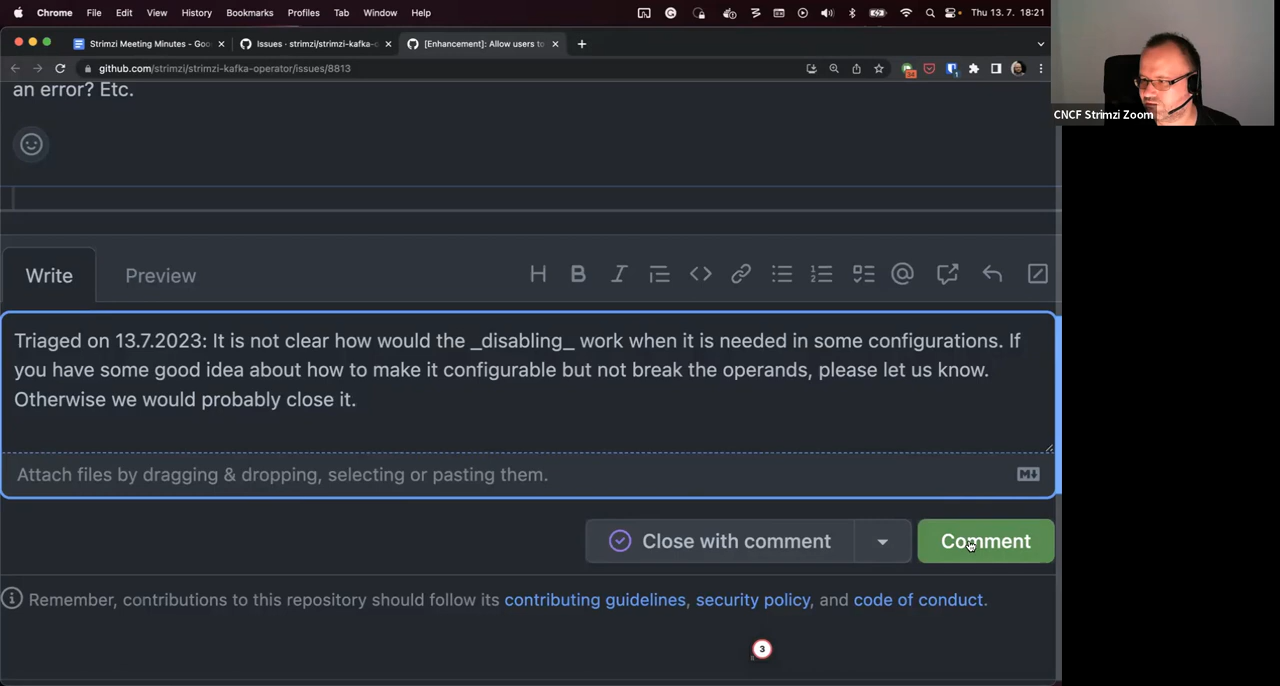 Chrome File Edit View History Bookmarks Profiles Tab Window Help Thu 13. 7. 18:21
Strimzi Meeting Minutes - Goo Issues · strimzi/strimzi-kafka-o [Enhancement]: Allow users to
github.com/strimzi/strimzi-kafka-operator/issues/8813
CNCF Strimzi Zoom
an error? Etc.
Write Preview
Triaged on 13.7.2023: It is not clear how would the _disabling_ work when it is needed in some configurations. If
you have some good idea about how to make it configurable but not break the operands, please let us know.
Otherwise we would probably close it.
Attach files by dragging & dropping, selecting or pasting them.
Close with comment Comment
Remember, contributions to this repository should follow its contributing guidelines, security policy, and code of conduct.
3